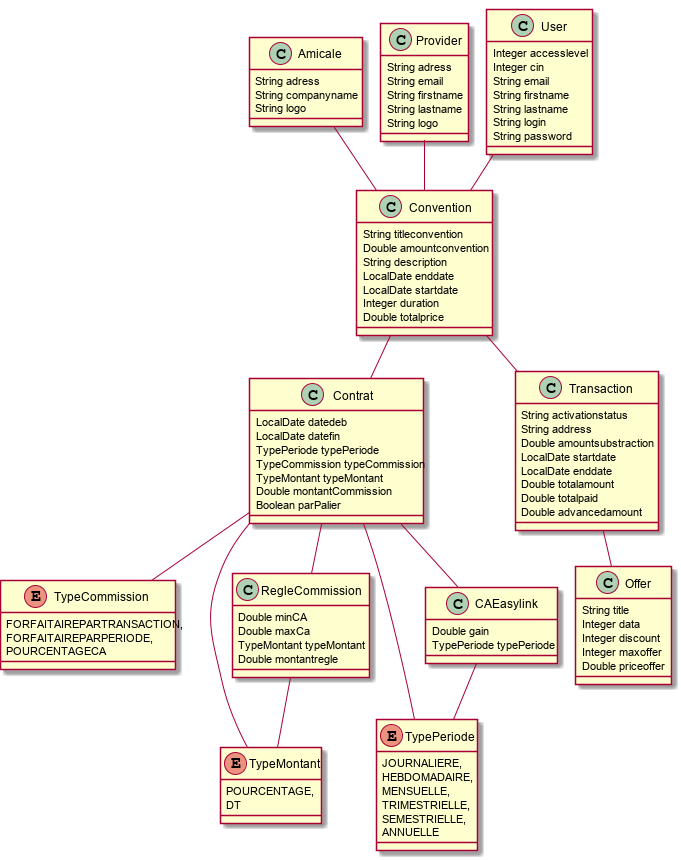 C Amicale
String adress
String companyname
String logo
C Provider
String adress
String email
String firstname
String lastname
String logo
C User
Integer accesslevel
Integer cin
String email
String firstname
String lastname
String login
String password
C Convention
String titleconvention
Double amountconvention
String description
LocalDate enddate
LocalDate startdate
Integer duration
Double totalprice
C Contrat
LocalDate datedeb
LocalDate datefin
TypePeriode typePeriode
TypeCommission typeCommission
TypeMontant typeMontant
Double montantCommission
Boolean parPalier
C Transaction
String activationstatus
String address
Double amountsubstraction
LocalDate startdate
LocalDate enddate
Double totalamount
Double totalpaid
Double advancedamount
E TypeCommission
FORFAITAIREPARTRANSACTION,
FORFAITAIREPARPERIODE,
POURCENTAGECA
C RegleCommission
Double minCA
Double maxCa
TypeMontant typeMontant
Double montantregle
C CAEasylink
Double gain
TypePeriode typePeriode
C Offer
String title
Integer data
Integer discount
Integer maxoffer
Double priceoffer
E TypeMontant
POURCENTAGE,
DT
E TypePeriode
JOURNALIERE,
HEBDOMADAIRE,
MENSUELLE,
TRIMESTRIELLE,
SEMESTRIELLE,
ANNUELLE